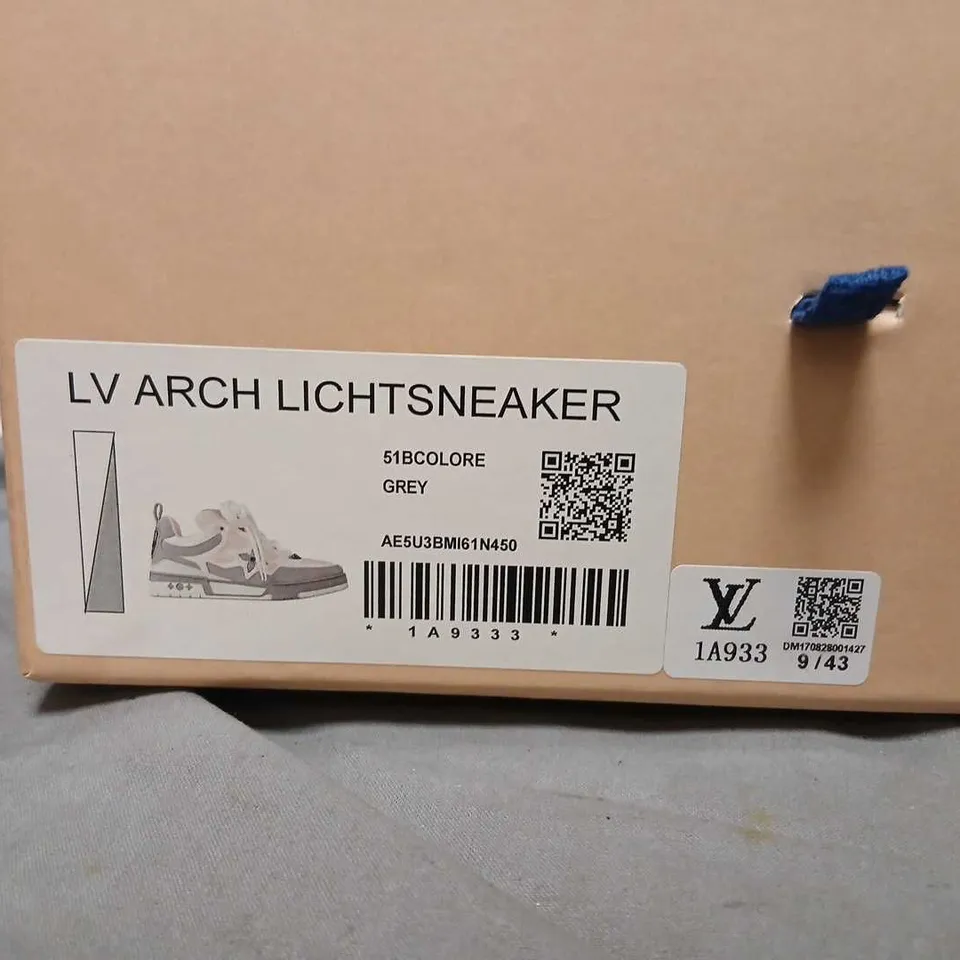 LV ARCH LICHTSNEAKER
51BCOLORE
GREY
AE5U3BMI61N450
* 1A9333 *
LV
1A933
DM170828001427
9/43